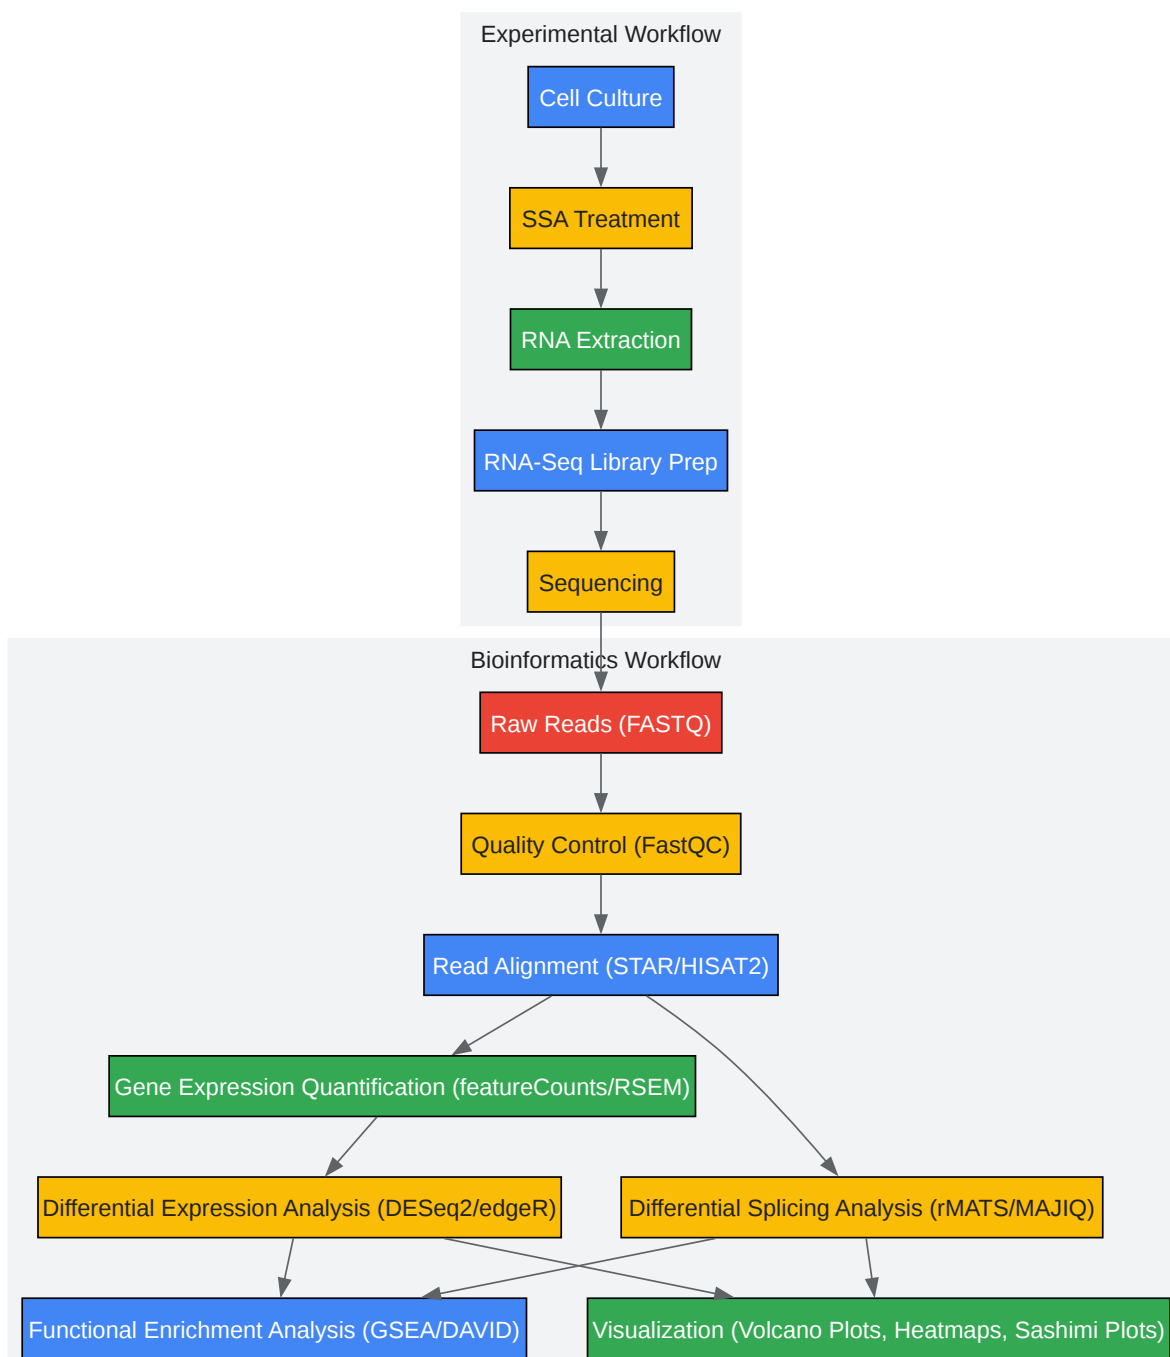 Experimental Workflow
Cell Culture
SSA Treatment
RNA Extraction
RNA-Seq Library Prep
Sequencing
Bioinformatics Workflow
Raw Reads (FASTQ)
Quality Control (FastQC)
Read Alignment (STAR/HISAT2)
Gene Expression Quantification (featureCounts/RSEM)
Differential Expression Analysis (DESeq2/edgeR)
Differential Splicing Analysis (rMATS/MAJIQ)
Functional Enrichment Analysis (GSEA/DAVID)
Visualization (Volcano Plots, Heatmaps, Sashimi Plots)